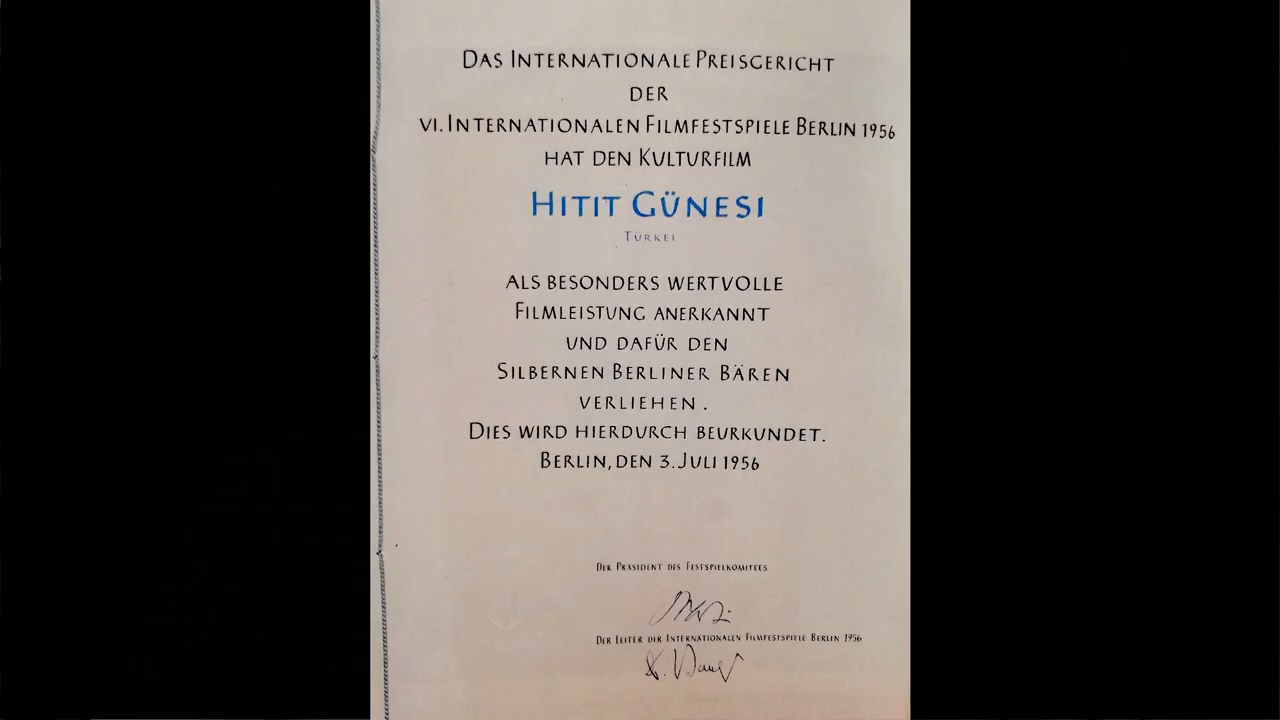 DAS INTERNATIONALE PREISGERICHT
DER
VI. INTERNATIONALEN FILMFESTSPIELE BERLIN 1956
HAT DEN KULTURFILM
HITIT GÜNESI
TÜRKEI
ALS BESONDERS WERTVOLLE
FILMLEISTUNG ANERKANNT
UND DAFÜR DEN
SILBERNEN BERLINER BÄREN
VERLIEHEN.
DIES WIRD HIERDURCH BEURKUNDET.
BERLIN, DEN 3. JULI 1956
DER PRÄSIDENT DES FESTSPIELKOMITEES
DER LEITER DER INTERNATIONALEN FILMFESTSPIELE BERLIN 1956